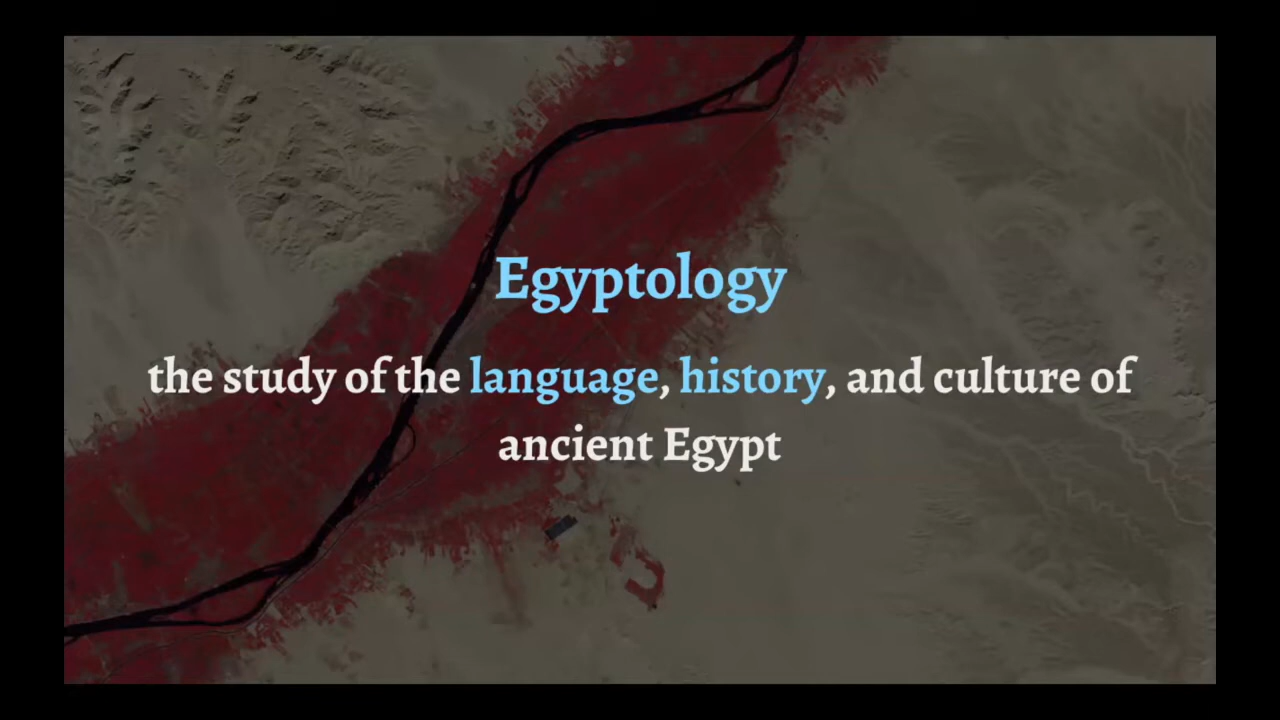 Egyptology
the study of the language, history, and culture of
ancient Egypt